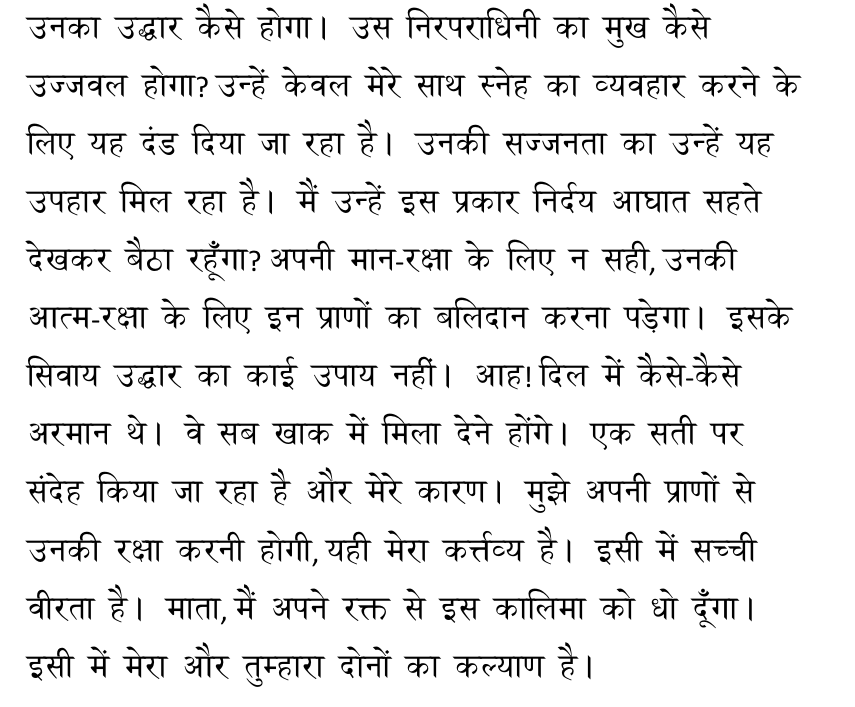 उनका उद्धार कैसे होगा। उस निरपराधिनी का मुख कैसे
उज्जवल होगा? उन्हें केवल मेरे साथ स्नेह का व्यवहार करने के
लिए यह दंड दिया जा रहा है। उनकी सज्जनता का उन्हें यह
उपहार मिल रहा है। मैं उन्हें इस प्रकार निर्दय आघात सहते
देखकर बैठा रहूँगा? अपनी मान-रक्षा के लिए न सही, उनकी
आत्म-रक्षा के लिए इन प्राणों का बलिदान करना पड़ेगा। इसके
सिवाय उद्धार का काई उपाय नहीं। आह! दिल में कैसे-कैसे
अरमान थे। वे सब खाक में मिला देने होंगे। एक सती पर
संदेह किया जा रहा है और मेरे कारण। मुझे अपनी प्राणों से
उनकी रक्षा करनी होगी, यही मेरा कर्त्तव्य है। इसी में सच्ची
वीरता है। माता, मैं अपने रक्त से इस कालिमा को धो दूँगा।
इसी में मेरा और तुम्हारा दोनों का कल्याण है।